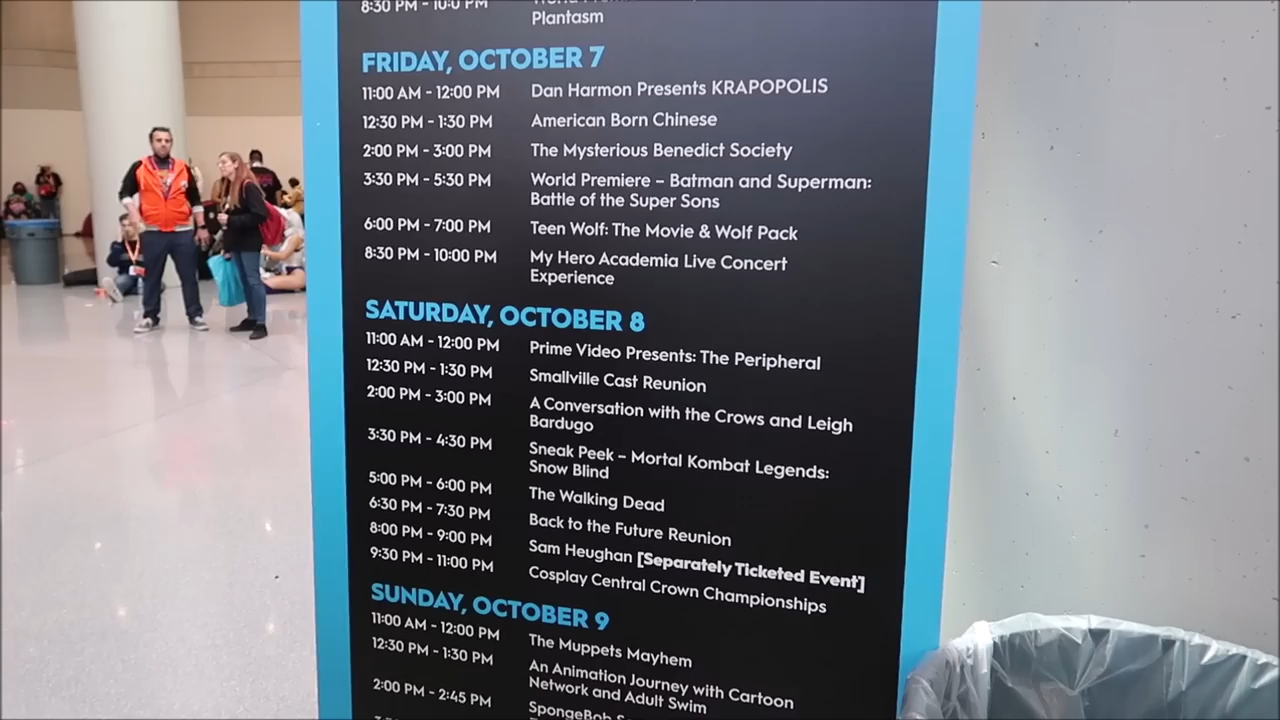 8:30 PM -
Plantasm
FRIDAY, OCTOBER 7
11:00 AM - 12:00 PM Dan Harmon Presents KRAPOPOLIS
12:30 PM - 1:30 PM American Born Chinese
2:00 PM - 3:00 PM The Mysterious Benedict Society
3:30 PM - 5:30 PM World Premiere – Batman and Superman:
Battle of the Super Sons
6:00 PM - 7:00 PM Teen Wolf: The Movie & Wolf Pack
8:30 PM - 10:00 PM My Hero Academia Live Concert
Experience
SATURDAY, OCTOBER 8
11:00 AM - 12:00 PM Prime Video Presents: The Peripheral
12:30 PM - 1:30 PM Smallville Cast Reunion
2:00 PM - 3:00 PM A Conversation with the Crows and Leigh
Bardugo
3:30 PM - 4:30 PM Sneak Peek – Mortal Kombat Legends:
Snow Blind
5:00 PM - 6:00 PM The Walking Dead
6:30 PM - 7:30 PM Back to the Future Reunion
8:00 PM - 9:00 PM Sam Heughan [Separately Ticketed Event]
9:30 PM - 11:00 PM Cosplay Central Crown Championships
SUNDAY, OCTOBER 9
11:00 AM - 12:00 PM The Muppets Mayhem
12:30 PM - 1:30 PM An Animation Journey with Cartoon
Network and Adult Swim
2:00 PM - 2:45 PM SpongeBob